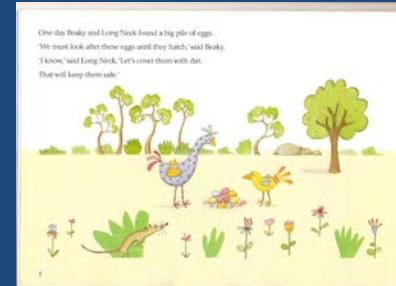 One day Beaky and Long Neck found a big pile of eggs.
'We must look after these eggs until they hatch,' said Beaky.
'I know,' said Long Neck. 'Let's cover them with dirt.
That will keep them safe.'
2